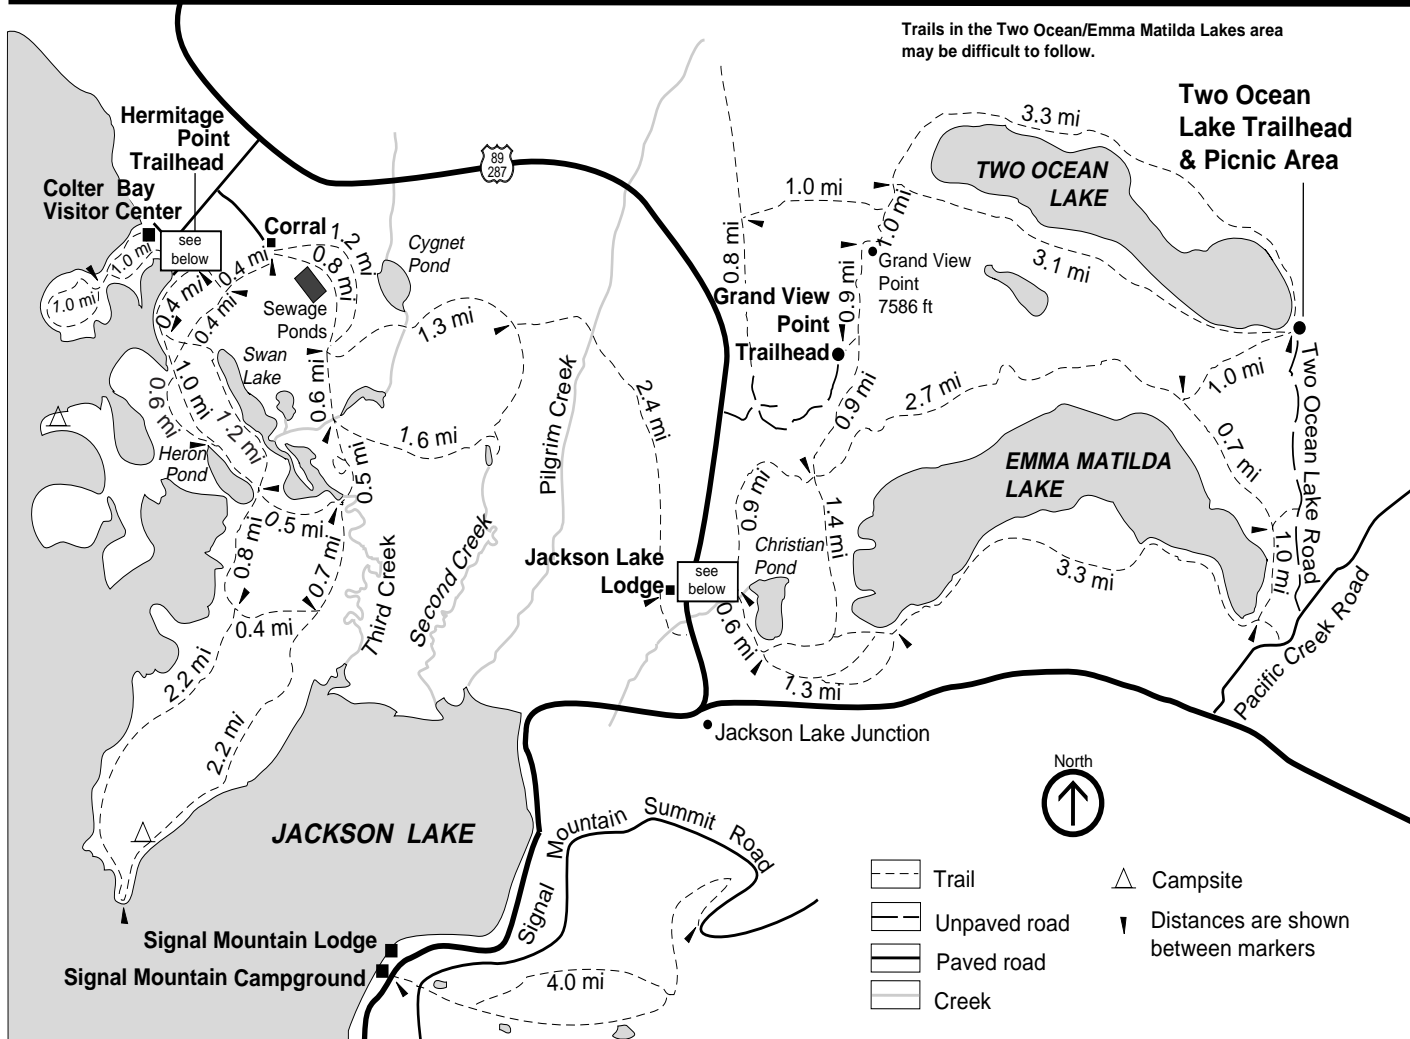 Trails in the Two Ocean/Emma Matilda Lakes area
may be difficult to follow.
Two Ocean
Lake Trailhead
& Picnic Area
Hermitage
Point
Trailhead
Colter Bay
Visitor Center
see
below
Corral
89
287
1.0 mi
1.0 mi
0.4 mi
0.4 mi
0.4 mi
1.2 mi
0.8 mi
Cygnet
Pond
Sewage
Ponds
Swan
Lake
1.3 mi
0.6 mi
1.0 mi
0.6 mi
1.2 mi
Heron
Pond
1.6 mi
0.5 mi
0.5 mi
0.8 mi
0.7 mi
0.4 mi
2.2 mi
2.2 mi
Third Creek
Second Creek
Pilgrim Creek
2.4 mi
Jackson Lake
Lodge
see
below
3.3 mi
TWO OCEAN
LAKE
1.0 mi
1.0 mi
0.8 mi
0.9 mi
Grand View
Point
7586 ft
3.1 mi
Grand View
Point
Trailhead
0.9 mi
2.7 mi
1.0 mi
0.7 mi
Two Ocean Lake Road
EMMA MATILDA
LAKE
0.9 mi
1.4 mi
Christian
Pond
3.3 mi
1.0 mi
0.6 mi
1.3 mi
Pacific Creek Road
Jackson Lake Junction
North
JACKSON LAKE
Signal Mountain Summit Road
Signal Mountain Lodge
Signal Mountain Campground
4.0 mi
Trail
Unpaved road
Paved road
Creek
Campsite
Distances are shown
between markers